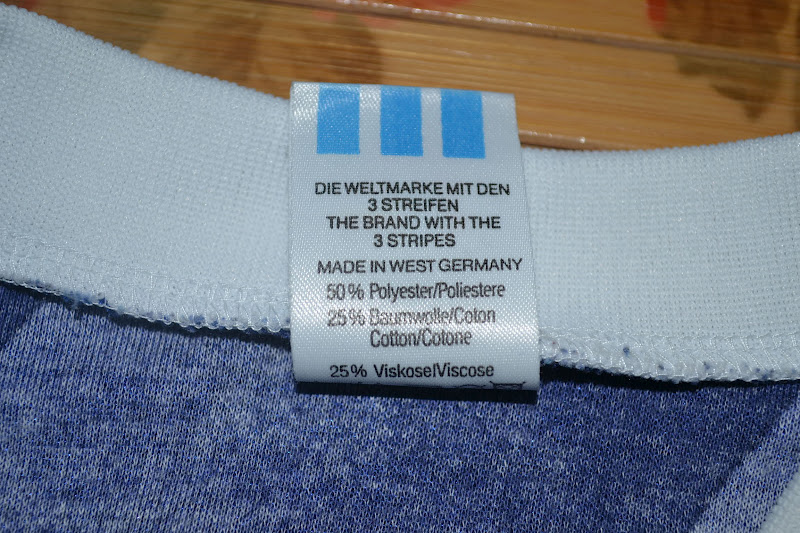 DIE WELTMARKE MIT DEN
3 STREIFEN
THE BRAND WITH THE
3 STRIPES
MADE IN WEST GERMANY
50% Polyester/Poliestere
25% Baumwolle/Coton
Cotton/Cotone
25% Viskose/Viscose